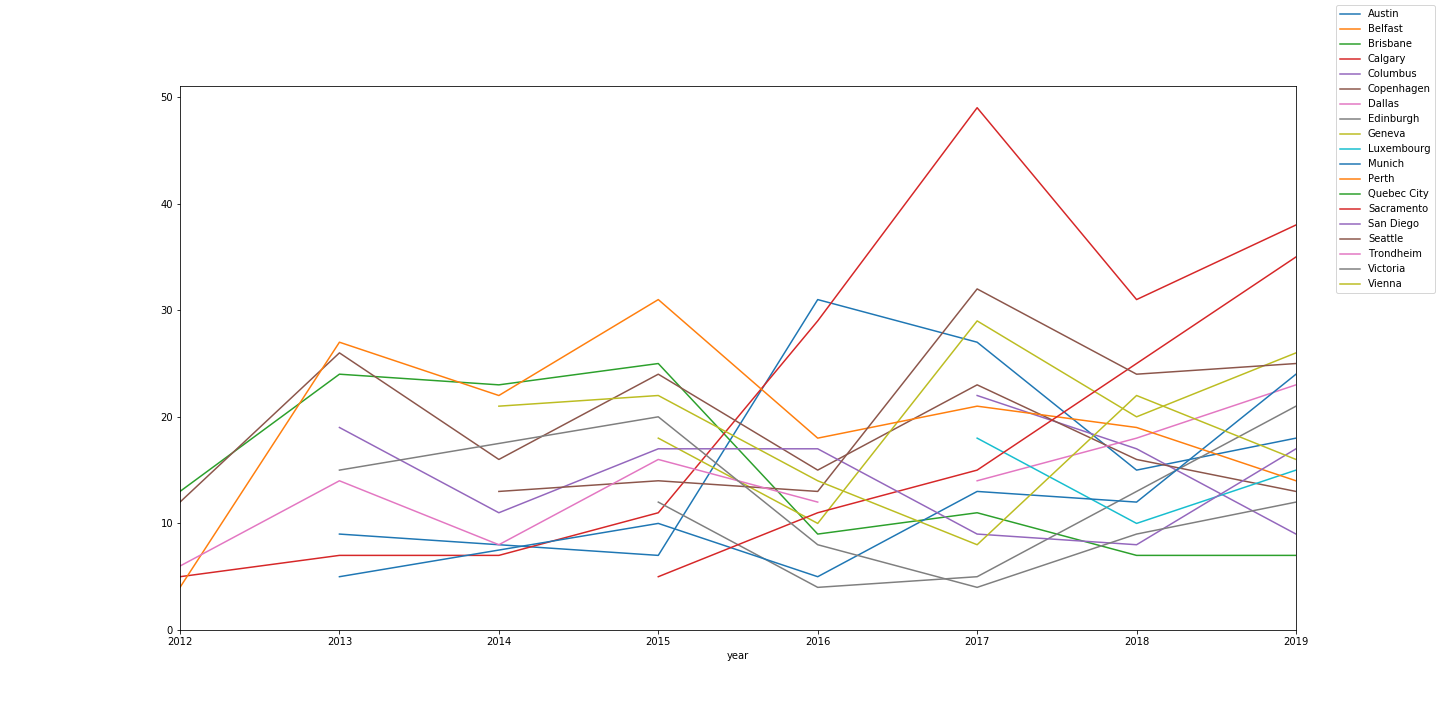 Austin
Belfast
Brisbane
Calgary
Columbus
Copenhagen
Dallas
Edinburgh
Geneva
Luxembourg
Munich
Perth
Quebec City
Sacramento
San Diego
Seattle
Trondheim
Victoria
Vienna
50
40
30
20
10
0
2012 2013 2014 2015 2016 2017 2018 2019
year